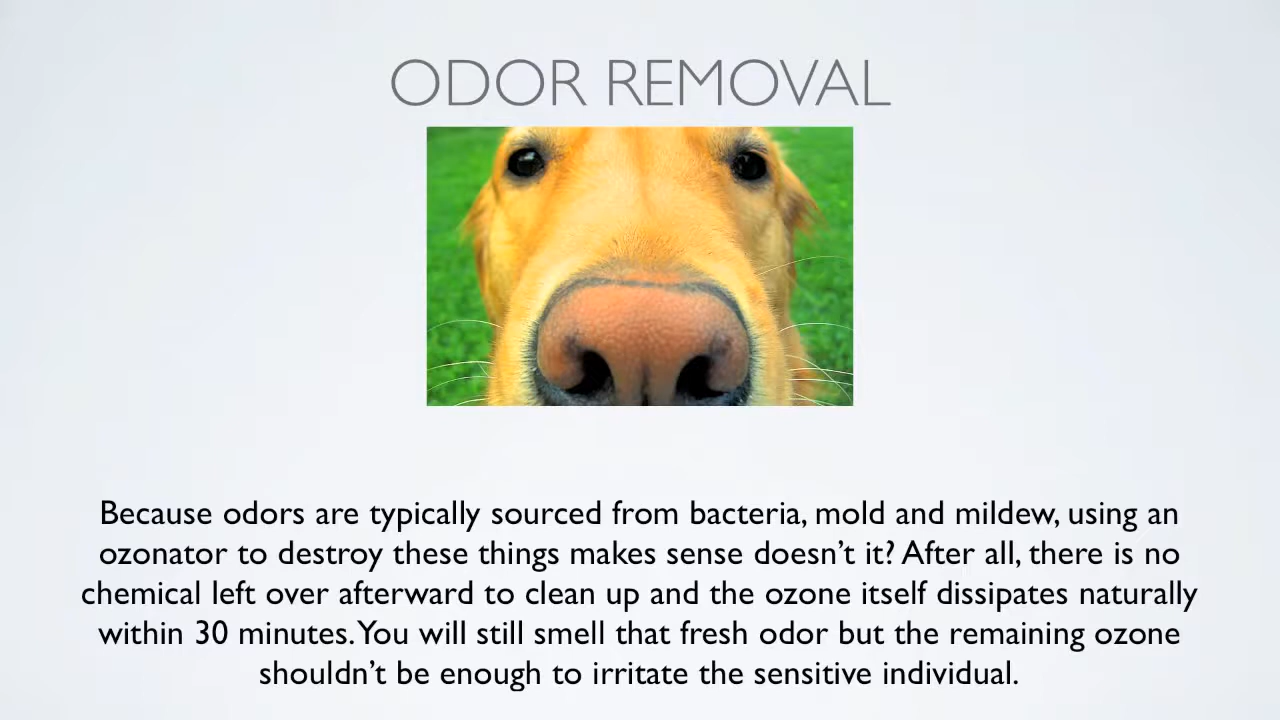 ODOR REMOVAL
Because odors are typically sourced from bacteria, mold and mildew, using an
ozonator to destroy these things makes sense doesn't it? After all, there is no
chemical left over afterward to clean up and the ozone itself dissipates naturally
within 30 minutes. You will still smell that fresh odor but the remaining ozone
shouldn't be enough to irritate the sensitive individual.